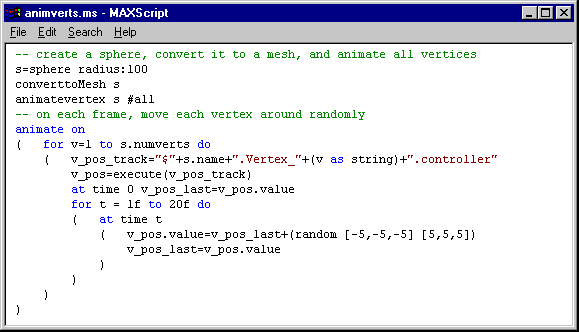 animverts.ms - MAXScript
File Edit Search Help
-- create a sphere, convert it to a mesh, and animate all vertices
s=sphere radius:100
converttoMesh s
animatevertex s #all
-- on each frame, move each vertex around randomly
animate on
(   for v=1 to s.numverts do
    (   v_pos_track="$"+s.name+".Vertex_"+(v as string)+".controller"
        v_pos=execute(v_pos_track)
        at time 0 v_pos_last=v_pos.value
        for t = 1f to 20f do
        (   at time t
            (   v_pos.value=v_pos_last+(random [-5,-5,-5] [5,5,5])
                v_pos_last=v_pos.value
            )
        )
    )
)